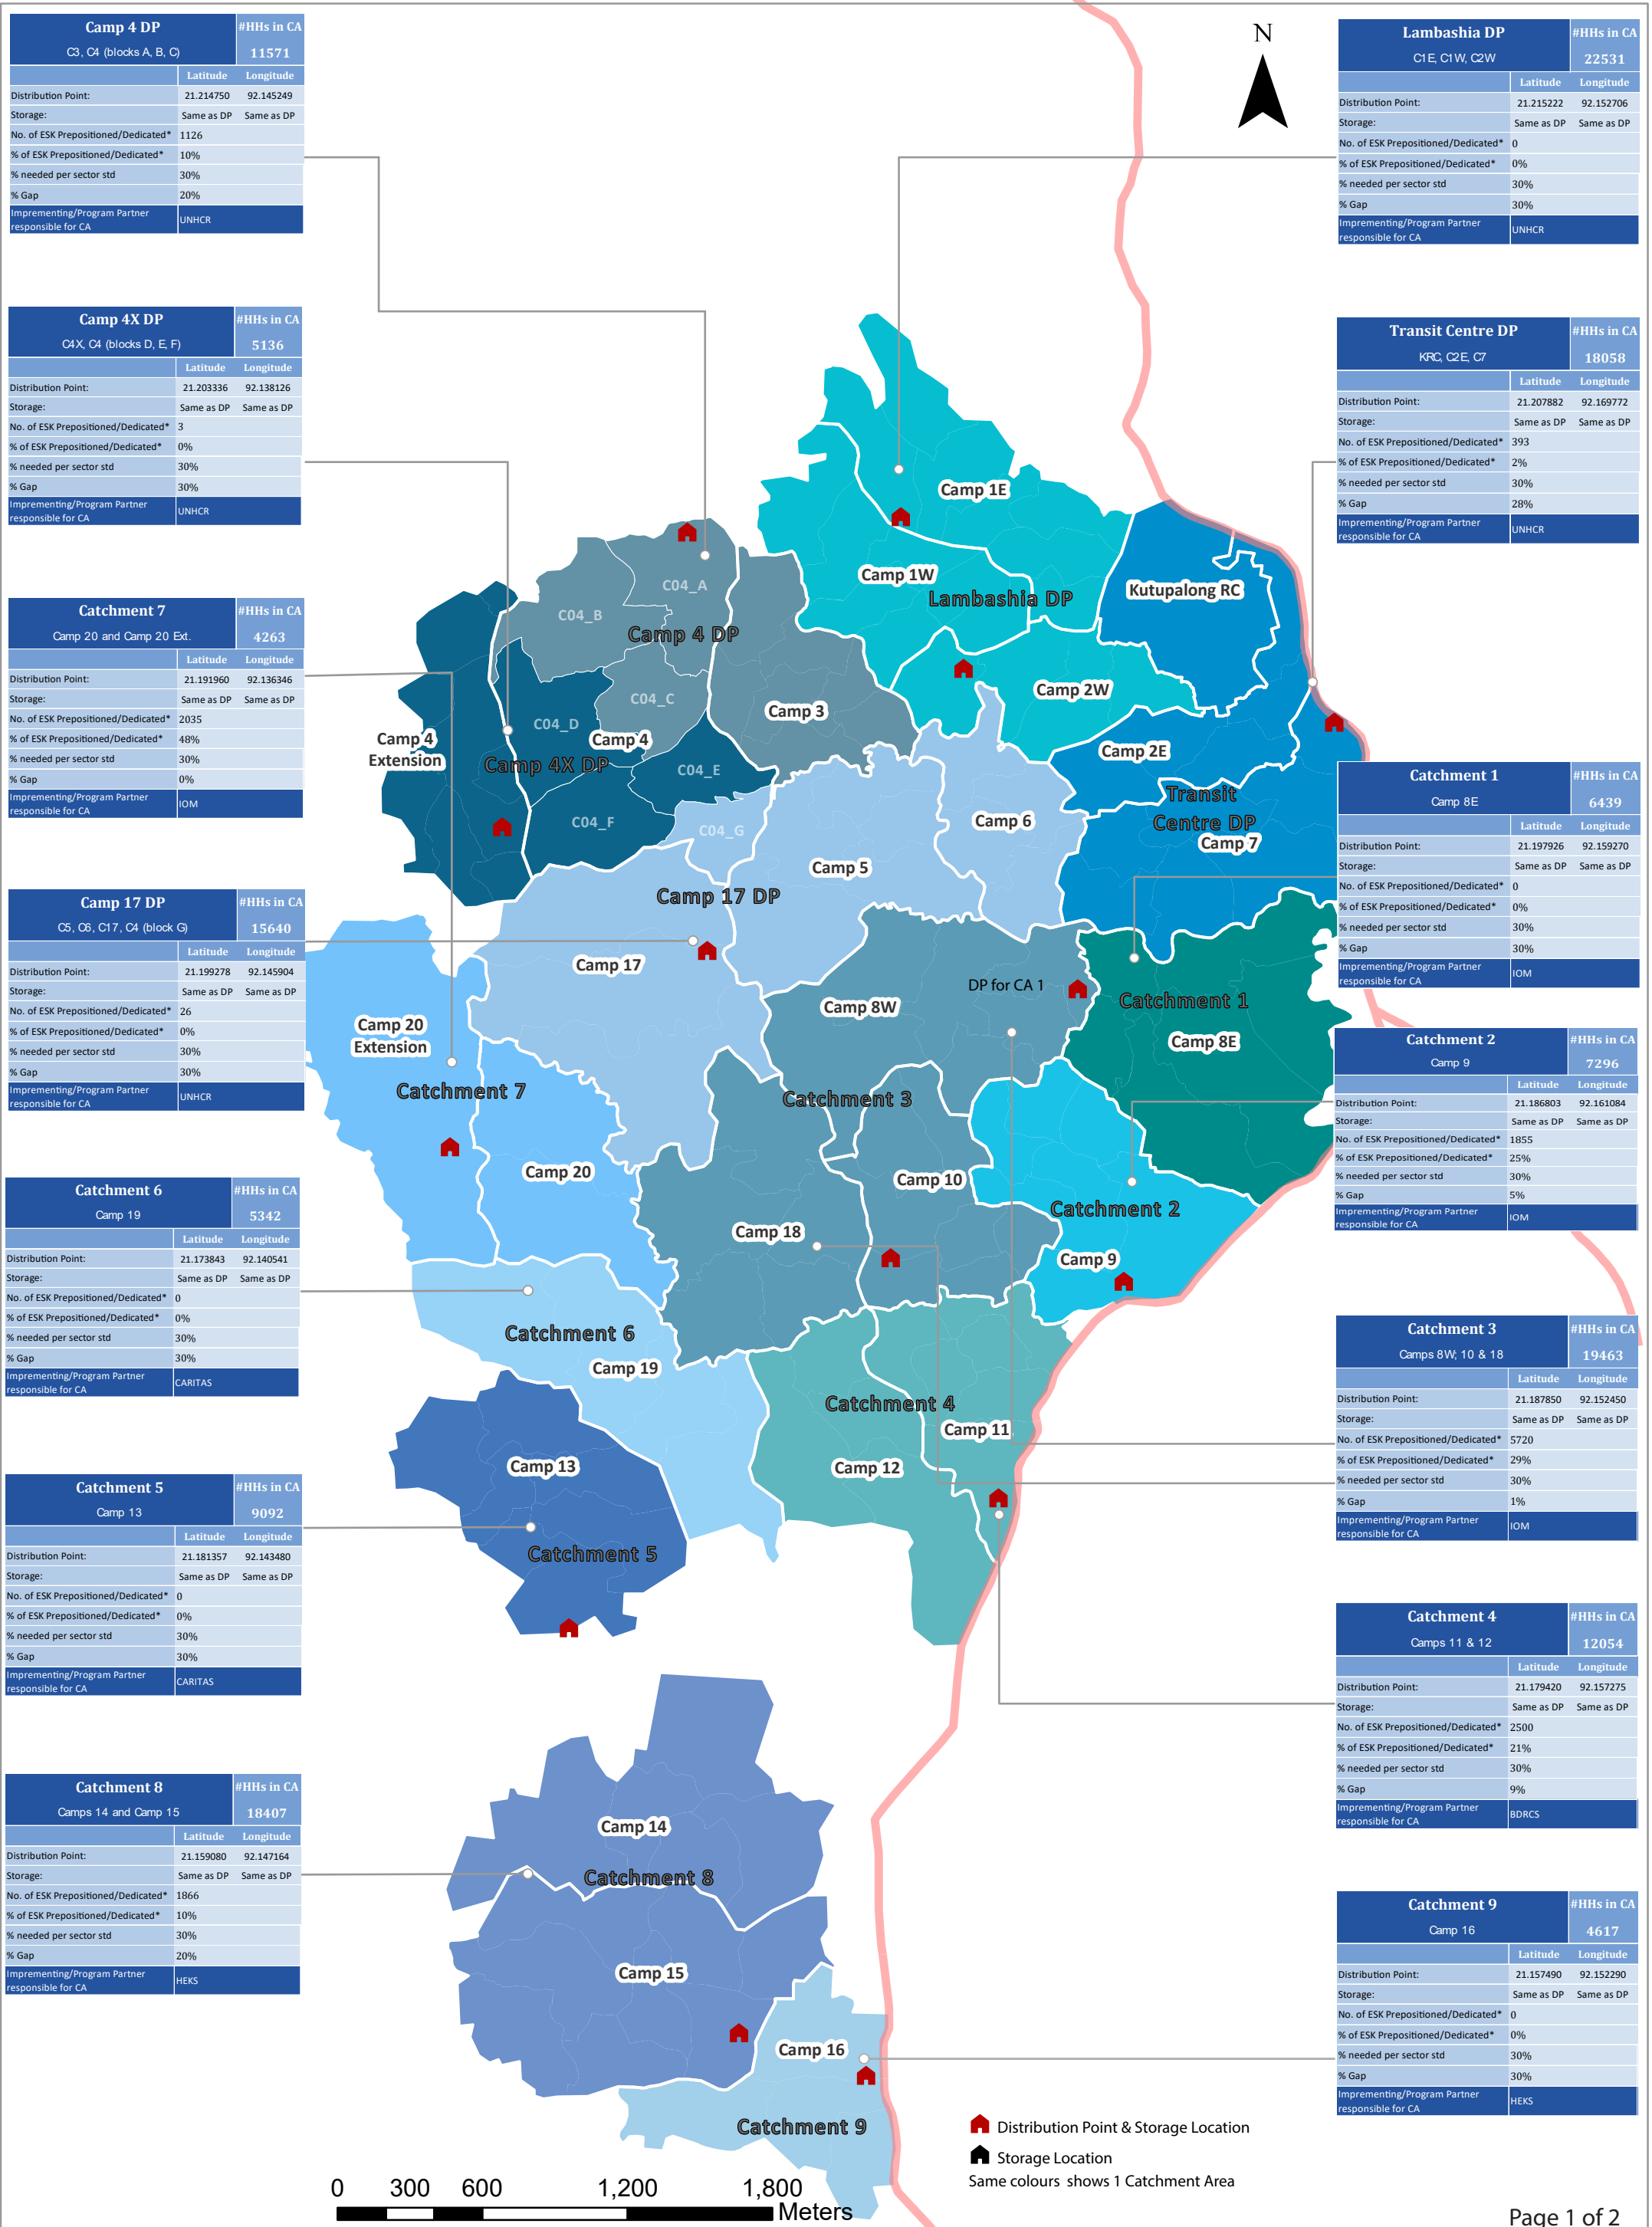 Camp 4 DP
C3, C4 (blocks A, B, C)
#HHs in CA
11571
Latitude Longitude
Distribution Point: 21.214750 92.145249
Storage: Same as DP Same as DP
No. of ESK Prepositioned/Dedicated* 1126
% of ESK Prepositioned/Dedicated* 10%
% needed per sector std 30%
% Gap 20%
Imprementing/Program Partner
responsible for CA
UNHCR
Camp 4X DP
C4X, C4 (blocks D, E, F)
#HHs in CA
5136
Latitude Longitude
Distribution Point: 21.203336 92.138126
Storage: Same as DP Same as DP
No. of ESK Prepositioned/Dedicated* 3
% of ESK Prepositioned/Dedicated* 0%
% needed per sector std 30%
% Gap 30%
Imprementing/Program Partner
responsible for CA
UNHCR
Catchment 7
Camp 20 and Camp 20 Ext.
#HHs in CA
4263
Latitude Longitude
Distribution Point: 21.191960 92.136346
Storage: Same as DP Same as DP
No. of ESK Prepositioned/Dedicated* 2035
% of ESK Prepositioned/Dedicated* 48%
% needed per sector std 30%
% Gap 0%
Imprementing/Program Partner
responsible for CA
IOM
Camp 17 DP
C5, C6, C17, C4 (block G)
#HHs in CA
15640
Latitude Longitude
Distribution Point: 21.199278 92.145904
Storage: Same as DP Same as DP
No. of ESK Prepositioned/Dedicated* 26
% of ESK Prepositioned/Dedicated* 0%
% needed per sector std 30%
% Gap 30%
Imprementing/Program Partner
responsible for CA
UNHCR
Catchment 6
Camp 19
#HHs in CA
5342
Latitude Longitude
Distribution Point: 21.173843 92.140541
Storage: Same as DP Same as DP
No. of ESK Prepositioned/Dedicated* 0
% of ESK Prepositioned/Dedicated* 0%
% needed per sector std 30%
% Gap 30%
Imprementing/Program Partner
responsible for CA
CARITAS
Catchment 5
Camp 13
#HHs in CA
9092
Latitude Longitude
Distribution Point: 21.181357 92.143480
Storage: Same as DP Same as DP
No. of ESK Prepositioned/Dedicated* 0
% of ESK Prepositioned/Dedicated* 0%
% needed per sector std 30%
% Gap 30%
Imprementing/Program Partner
responsible for CA
CARITAS
Catchment 8
Camps 14 and Camp 15
#HHs in CA
18407
Latitude Longitude
Distribution Point: 21.159080 92.147164
Storage: Same as DP Same as DP
No. of ESK Prepositioned/Dedicated* 1866
% of ESK Prepositioned/Dedicated* 10%
% needed per sector std 30%
% Gap 20%
Imprementing/Program Partner
responsible for CA
HEKS
N
Camp 1E
Camp 1W
Lambashia DP
Kutupalong RC
C04_A
C04_B
Camp 4 DP
Camp 2W
C04_C
Camp 3
C04_D
Camp 4
Camp 4
Extension
Camp 4X DP
C04_E
Camp 2E
Transit
Centre DP
Camp 7
C04_F
C04_G
Camp 6
Camp 5
Camp 17 DP
Camp 17
DP for CA 1
Camp 8W
Catchment 1
Camp 8E
Camp 20
Extension
Catchment 7
Catchment 3
Camp 20
Camp 10
Catchment 2
Camp 18
Camp 9
Catchment 6
Camp 19
Catchment 4
Camp 11
Camp 12
Camp 13
Catchment 5
Camp 14
Catchment 8
Camp 15
Camp 16
Catchment 9
Lambashia DP
C1E, C1W, C2W
#HHs in CA
22531
Latitude Longitude
Distribution Point: 21.215222 92.152706
Storage: Same as DP Same as DP
No. of ESK Prepositioned/Dedicated* 0
% of ESK Prepositioned/Dedicated* 0%
% needed per sector std 30%
% Gap 30%
Imprementing/Program Partner
responsible for CA
UNHCR
Transit Centre DP
KRC, C2E, C7
#HHs in CA
18058
Latitude Longitude
Distribution Point: 21.207882 92.169772
Storage: Same as DP Same as DP
No. of ESK Prepositioned/Dedicated* 393
% of ESK Prepositioned/Dedicated* 2%
% needed per sector std 30%
% Gap 28%
Imprementing/Program Partner
responsible for CA
UNHCR
Catchment 1
Camp 8E
#HHs in CA
6439
Latitude Longitude
Distribution Point: 21.197926 92.159270
Storage: Same as DP Same as DP
No. of ESK Prepositioned/Dedicated* 0
% of ESK Prepositioned/Dedicated* 0%
% needed per sector std 30%
% Gap 30%
Imprementing/Program Partner
responsible for CA
IOM
Catchment 2
Camp 9
#HHs in CA
7296
Latitude Longitude
Distribution Point: 21.186803 92.161084
Storage: Same as DP Same as DP
No. of ESK Prepositioned/Dedicated* 1855
% of ESK Prepositioned/Dedicated* 25%
% needed per sector std 30%
% Gap 5%
Imprementing/Program Partner
responsible for CA
IOM
Catchment 3
Camps 8W; 10 & 18
#HHs in CA
19463
Latitude Longitude
Distribution Point: 21.187850 92.152450
Storage: Same as DP Same as DP
No. of ESK Prepositioned/Dedicated* 5720
% of ESK Prepositioned/Dedicated* 29%
% needed per sector std 30%
% Gap 1%
Imprementing/Program Partner
responsible for CA
IOM
Catchment 4
Camps 11 & 12
#HHs in CA
12054
Latitude Longitude
Distribution Point: 21.179420 92.157275
Storage: Same as DP Same as DP
No. of ESK Prepositioned/Dedicated* 2500
% of ESK Prepositioned/Dedicated* 21%
% needed per sector std 30%
% Gap 9%
Imprementing/Program Partner
responsible for CA
BDRCS
Catchment 9
Camp 16
#HHs in CA
4617
Latitude Longitude
Distribution Point: 21.157490 92.152290
Storage: Same as DP Same as DP
No. of ESK Prepositioned/Dedicated* 0
% of ESK Prepositioned/Dedicated* 0%
% needed per sector std 30%
% Gap 30%
Imprementing/Program Partner
responsible for CA
HEKS
Distribution Point & Storage Location
Storage Location
Same colours shows 1 Catchment Area
0 300 600 1,200 1,800
Meters
Page 1 of 2